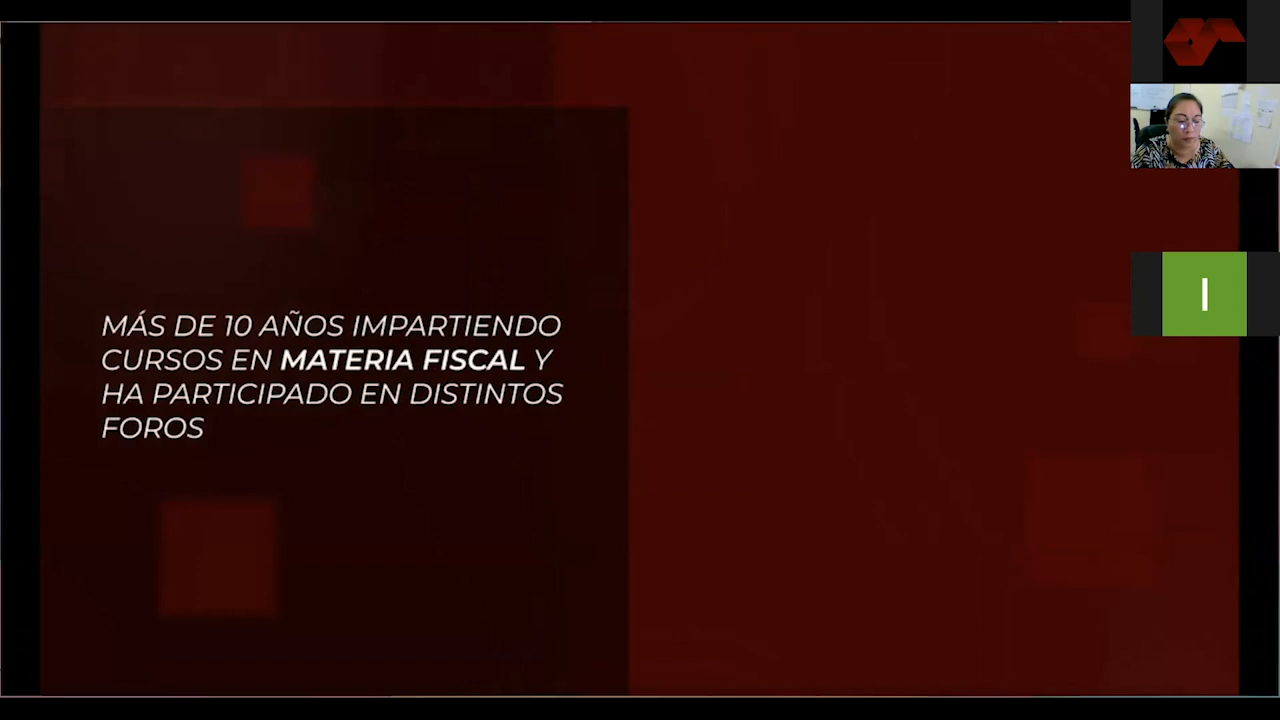 MÁS DE 10 AÑOS IMPARTIENDO
CURSOS EN MATERIA FISCAL Y
HA PARTICIPADO EN DISTINTOS
FOROS
I